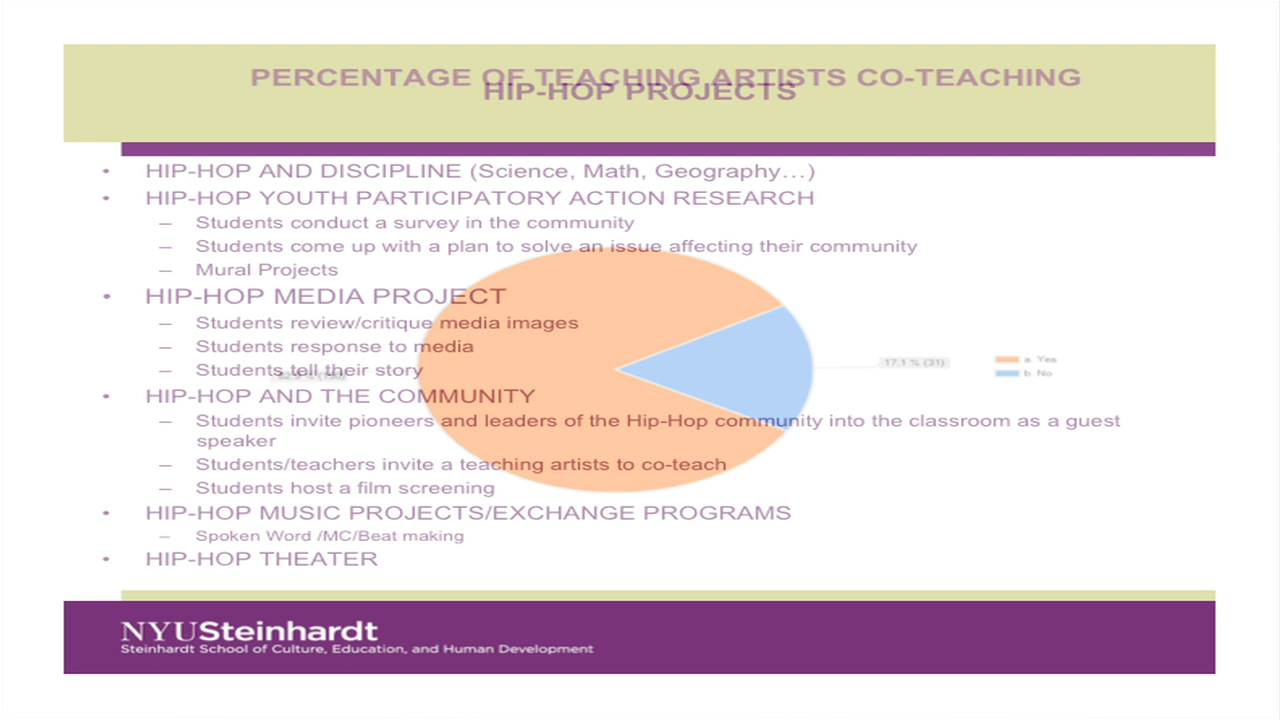 PERCENTAGE OF TEACHING ARTISTS CO-TEACHING
HIP-HOP PROJECTS
• HIP-HOP AND DISCIPLINE (Science, Math, Geography…)
• HIP-HOP YOUTH PARTICIPATORY ACTION RESEARCH
– Students conduct a survey in the community
– Students come up with a plan to solve an issue affecting their community
– Mural Projects
• HIP-HOP MEDIA PROJECT
– Students review/critique media images
– Students response to media
– Students tell their story
17.1 % (31)
a. Yes
b. No
• HIP-HOP AND THE COMMUNITY
– Students invite pioneers and leaders of the Hip-Hop community into the classroom as a guest
speaker
– Students/teachers invite a teaching artists to co-teach
– Students host a film screening
• HIP-HOP MUSIC PROJECTS/EXCHANGE PROGRAMS
– Spoken Word /MC/Beat making
• HIP-HOP THEATER
NYUSteinhardt
Steinhardt School of Culture, Education, and Human Development